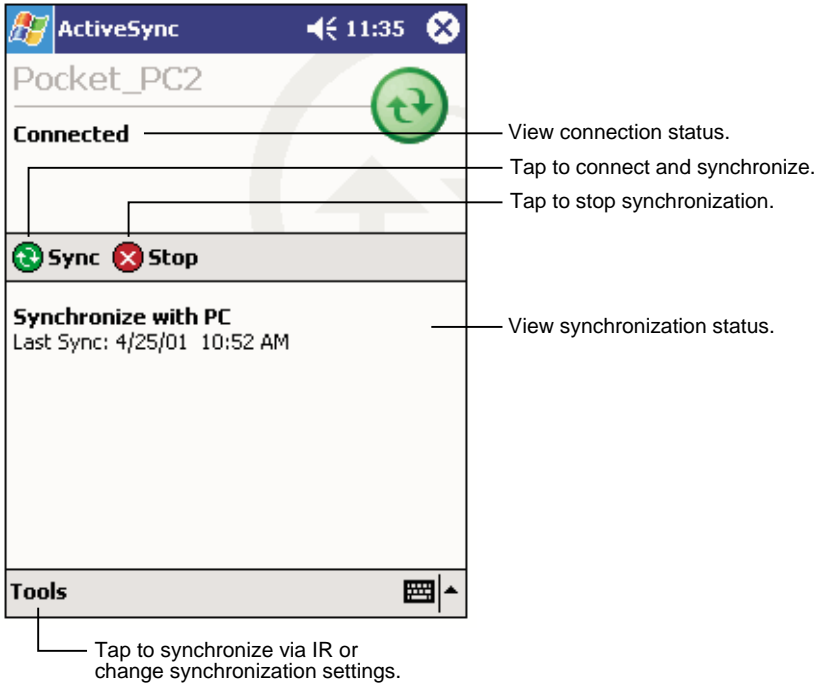 ActiveSync 11:35
Pocket_PC2
Connected
View connection status.
Tap to connect and synchronize.
Tap to stop synchronization.
Sync Stop
Synchronize with PC
Last Sync: 4/25/01 10:52 AM
View synchronization status.
Tools
Tap to synchronize via IR or
change synchronization settings.